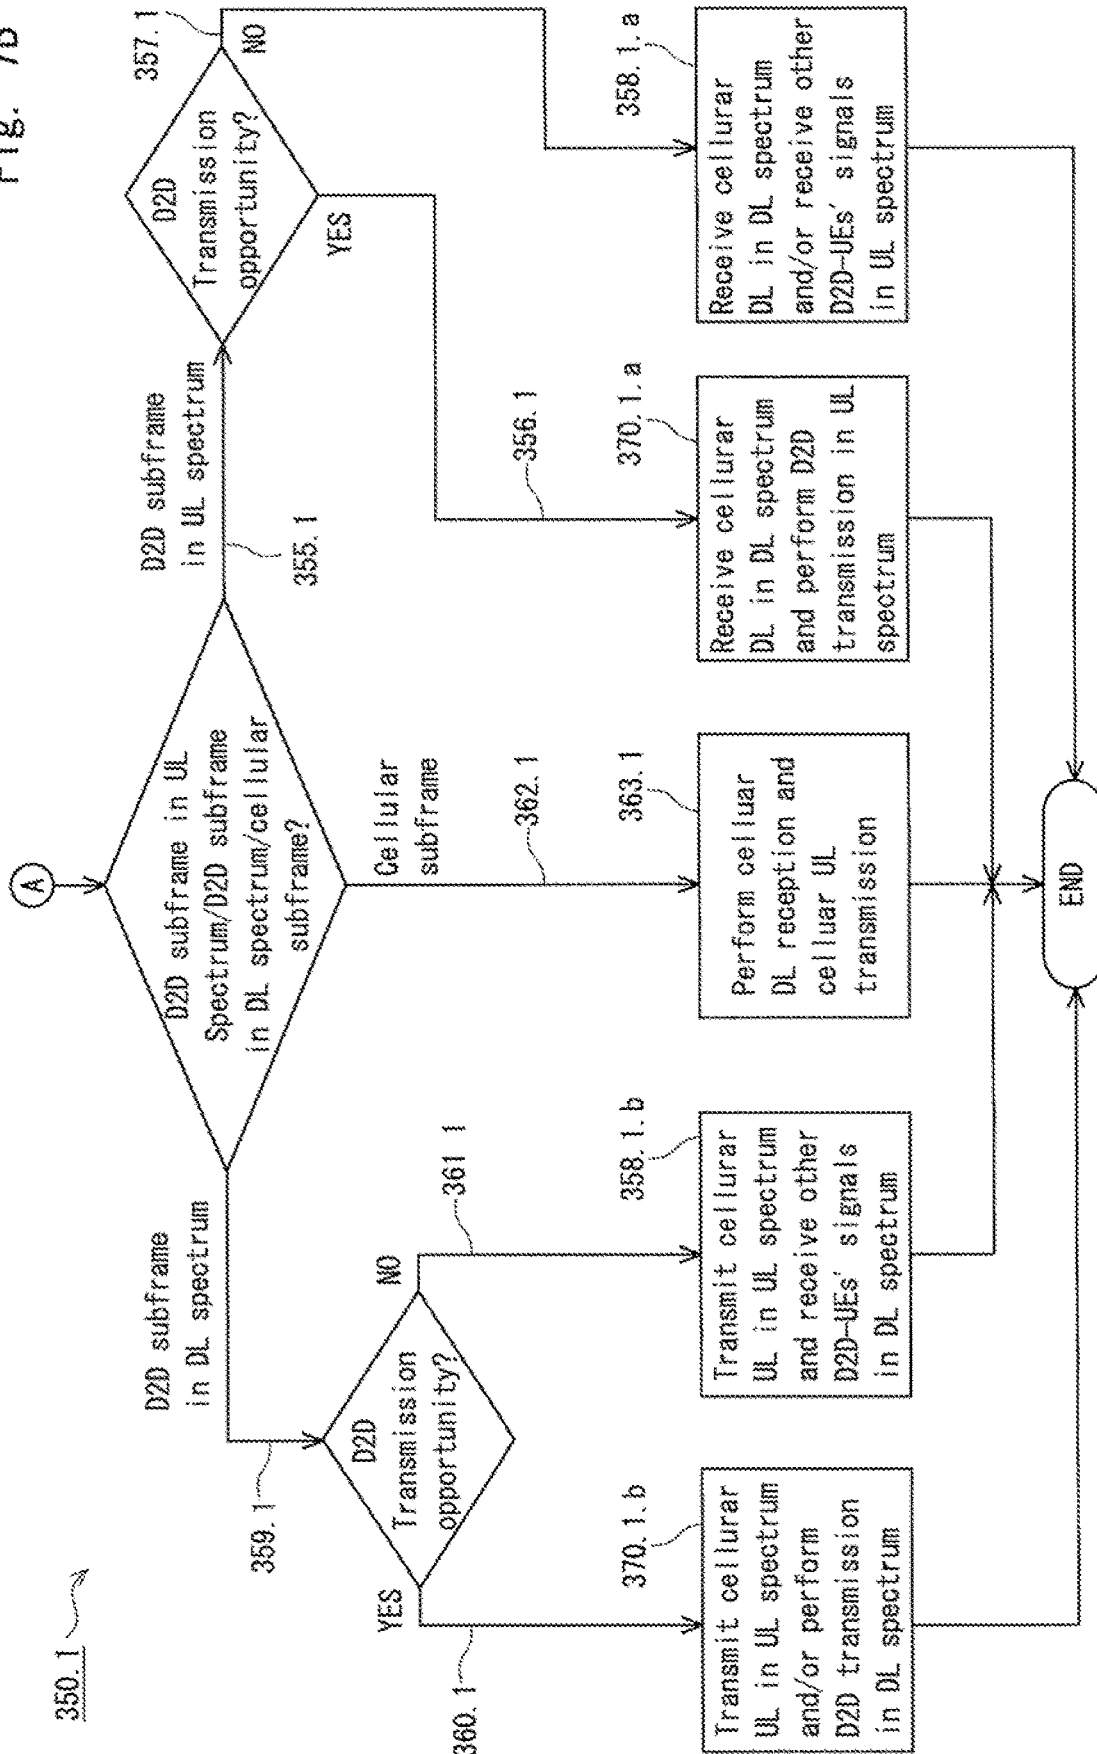 Fig. 7B
350.1
A
D2D subframe in UL
Spectrum/D2D subframe
in DL spectrum/cellular
subframe?
D2D subframe
in DL spectrum
359.1
D2D
Transmission
opportunity?
YES
360.1
NO
361.1
Cellular
subframe
362.1
D2D subframe
in UL spectrum
355.1
D2D
Transmission
opportunity?
YES
356.1
NO
357.1
370.1.b
Transmit cellurar
UL in UL spectrum
and/or perform
D2D transmission
in DL spectrum
358.1.b
Transmit cellurar
UL in UL spectrum
and receive other
D2D-UEs' signals
in DL spectrum
363.1
Perform celluar
DL reception and
celluar UL
transmission
370.1.a
Receive cellurar
DL in DL spectrum
and perform D2D
transmission in UL
spectrum
358.1.a
Receive cellurar
DL in DL spectrum
and/or receive other
D2D-UEs' signals
in UL spectrum
END